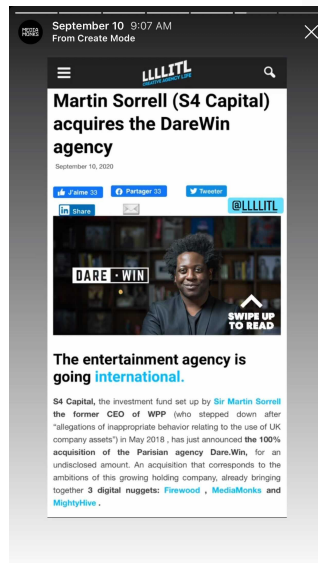 MEDIA
MONKS
September 10 9:07 AM
From Create Mode
LLLLITL
CREATIVE AGENCY LIFE
Martin Sorrell (S4 Capital)
acquires the DareWin
agency
September 10, 2020
J'aime 33
Partager 33
Tweeter
in Share
@LLLLITL
DARE · WIN
SWIPE UP
TO READ
The entertainment agency is
going international.
S4 Capital, the investment fund set up by Sir Martin Sorrell
the former CEO of WPP (who stepped down after
“allegations of inappropriate behavior relating to the use of UK
company assets”) in May 2018 , has just announced the 100%
acquisition of the Parisian agency Dare.Win, for an
undisclosed amount. An acquisition that corresponds to the
ambitions of this growing holding company, already bringing
together 3 digital nuggets: Firewood , MediaMonks and
MightyHive .